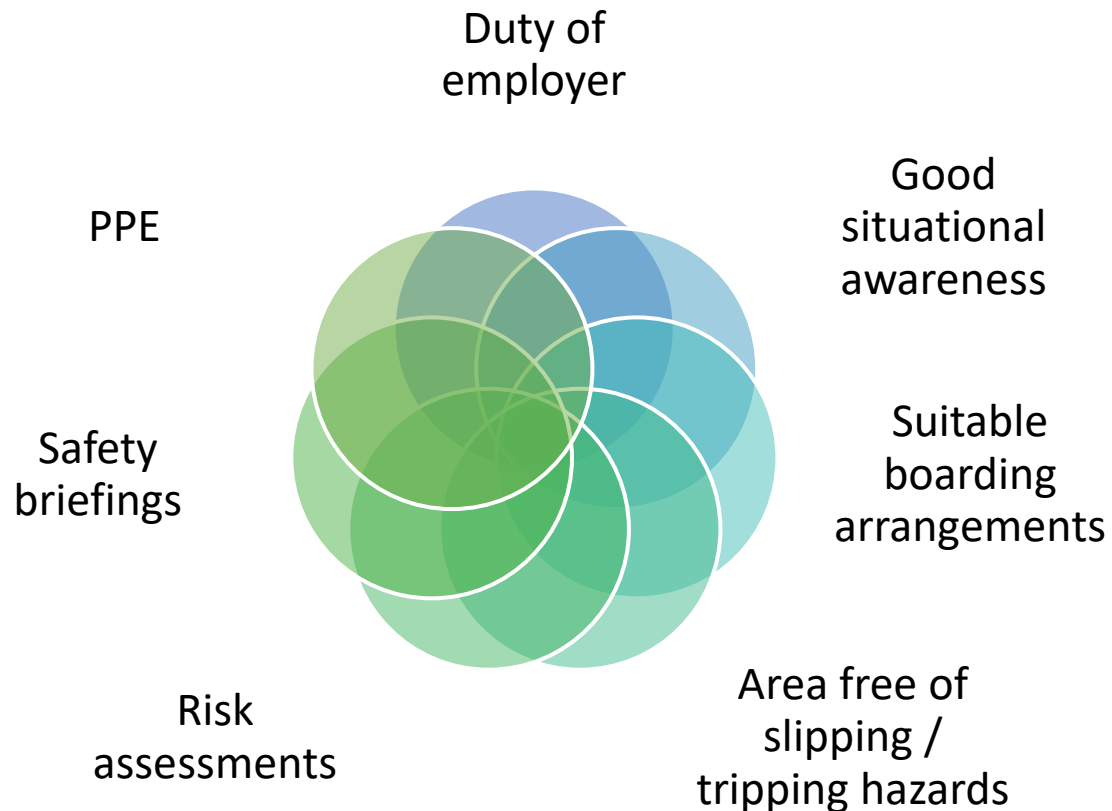 Duty of
employer
Good
situational
awareness
Suitable
boarding
arrangements
Area free of
slipping /
tripping hazards
Risk
assessments
Safety
briefings
PPE